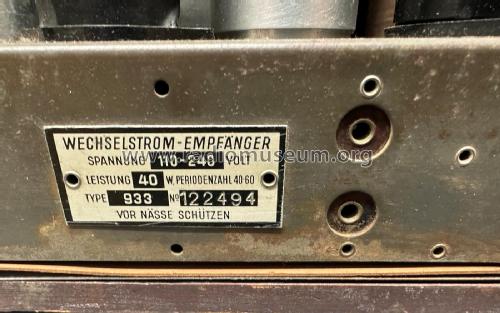 WECHSELSTROM-EMPFÄNGER
SPANNUNG 110-240 VOLT
LEISTUNG 40 W. PERIODENZAHL 40-60
TYPE 933 No 122494
VOR NÄSSE SCHÜTZEN
www.radiomuseum.org